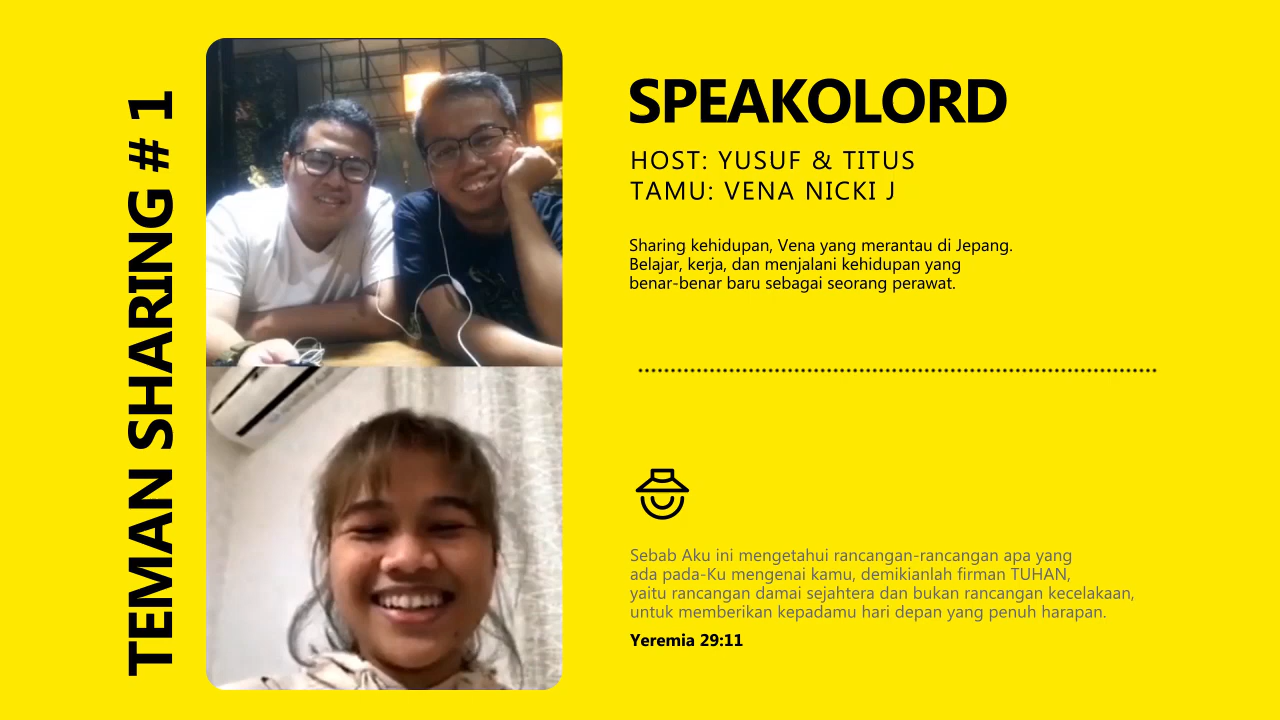 TEMAN SHARING # 1
SPEAKOLORD
HOST: YUSUF & TITUS
TAMU: VENA NICKI J
Sharing kehidupan, Vena yang merantau di Jepang.
Belajar, kerja, dan menjalani kehidupan yang
benar-benar baru sebagai seorang perawat.
Sebab Aku ini mengetahui rancangan-rancangan apa yang
ada pada-Ku mengenai kamu, demikianlah firman TUHAN,
yaitu rancangan damai sejahtera dan bukan rancangan kecelakaan,
untuk memberikan kepadamu hari depan yang penuh harapan.
Yeremia 29:11